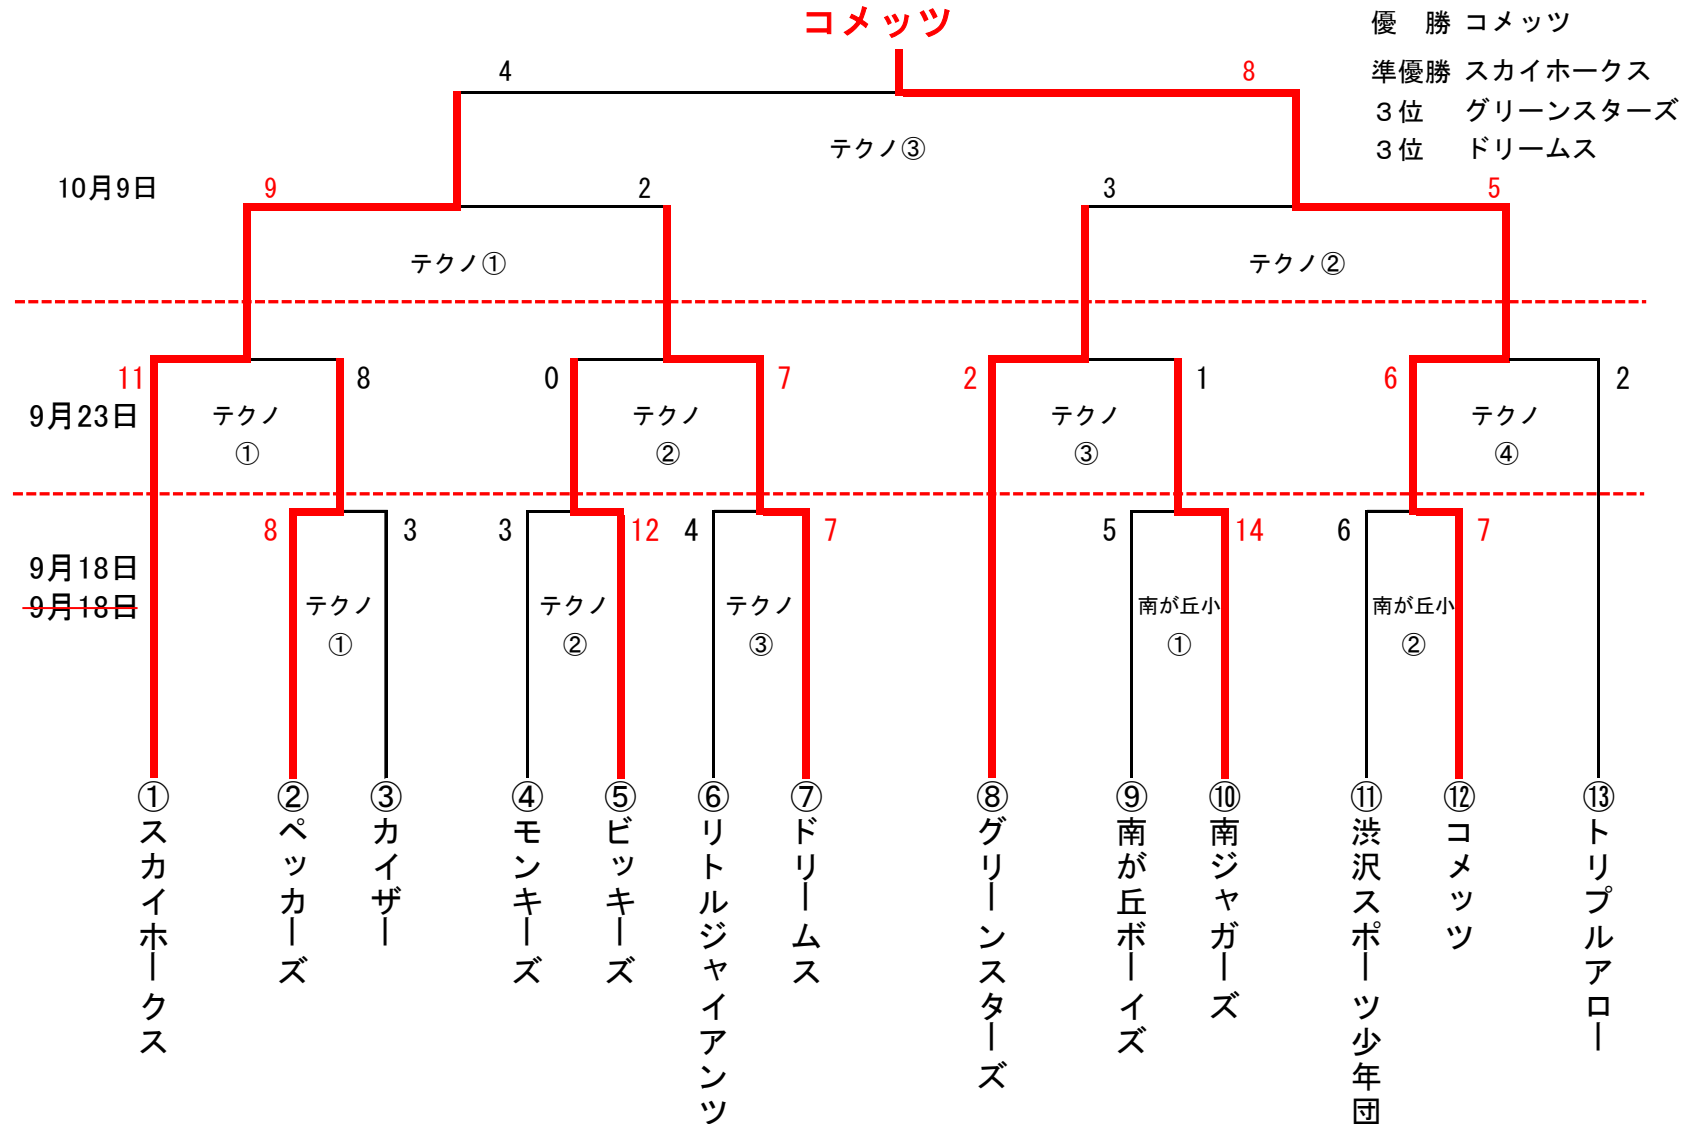 コメッツ
優　勝 コメッツ
準優勝 スカイホークス
３位 グリーンスターズ
３位 ドリームス
4
8
テクノ③
10月9日
9
2
3
5
テクノ①
テクノ②
11
8
0
7
2
1
6
2
9月23日
テクノ
①
テクノ
②
テクノ
③
テクノ
④
8
3
3
12
4
7
5
14
6
7
9月18日
9月18日
テクノ
①
テクノ
②
テクノ
③
南が丘小
①
南が丘小
②
①スカイホークス
②ペッカーズ
③カイザー
④モンキーズ
⑤ビッキーズ
⑥リトルジャイアンツ
⑦ドリームス
⑧グリーンスターズ
⑨南が丘ボーイズ
⑩南ジャガーズ
⑪渋沢スポーツ少年団
⑫コメッツ
⑬トリプルアロー